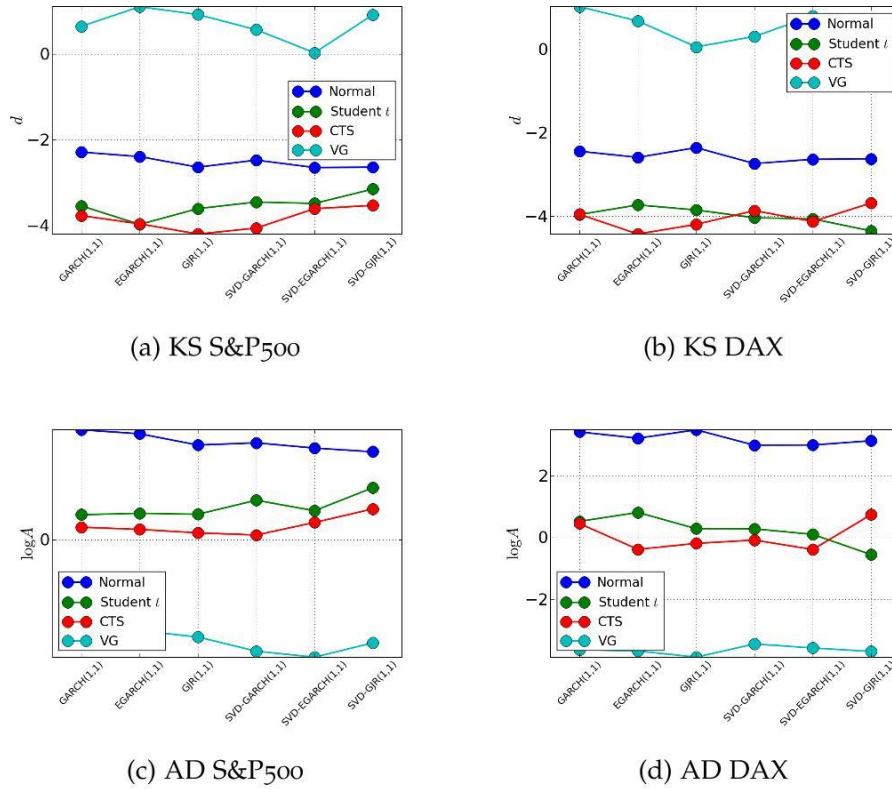 0
−2
−4
d
Normal
Student t
CTS
VG
GARCH(1,1)
EGARCH(1,1)
GJR(1,1)
SVD-GARCH(1,1)
SVD-EGARCH(1,1)
SVD-GJR(1,1)
(a) KS S&P500
0
−2
−4
d
Normal
Student t
CTS
VG
GARCH(1,1)
EGARCH(1,1)
GJR(1,1)
SVD-GARCH(1,1)
SVD-EGARCH(1,1)
SVD-GJR(1,1)
(b) KS DAX
0
log A
Normal
Student t
CTS
VG
GARCH(1,1)
EGARCH(1,1)
GJR(1,1)
SVD-GARCH(1,1)
SVD-EGARCH(1,1)
SVD-GJR(1,1)
(c) AD S&P500
2
0
−2
log A
Normal
Student t
CTS
VG
GARCH(1,1)
EGARCH(1,1)
GJR(1,1)
SVD-GARCH(1,1)
SVD-EGARCH(1,1)
SVD-GJR(1,1)
(d) AD DAX